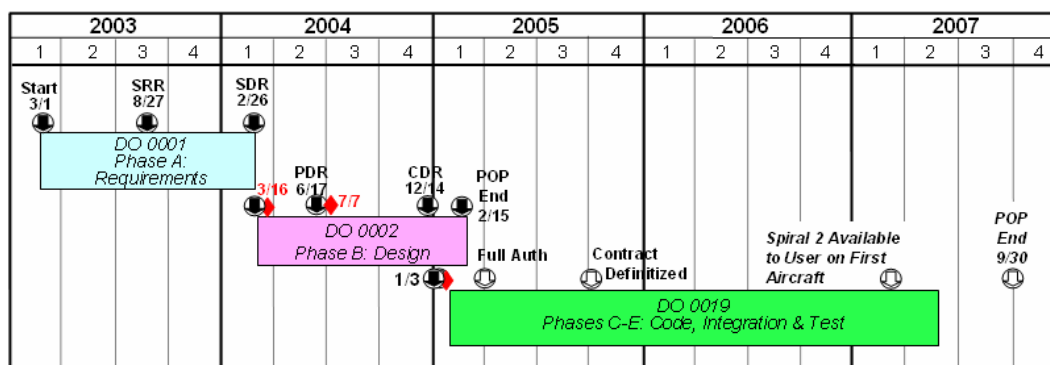 2003 2004 2005 2006 2007
1 2 3 4 1 2 3 4 1 2 3 4 1 2 3 4 1 2 3 4
Start
3/1
SRR
8/27
SDR
2/26
DO 0001
Phase A:
Requirements
3/16
PDR
6/17
7/7
CDR
12/14
POP
End
2/15
DO 0002
Phase B: Design
1/3
Full Auth
Contract
Definitized
Spiral 2 Available
to User on First
Aircraft
POP
End
9/30
DO 0019
Phases C-E: Code, Integration & Test